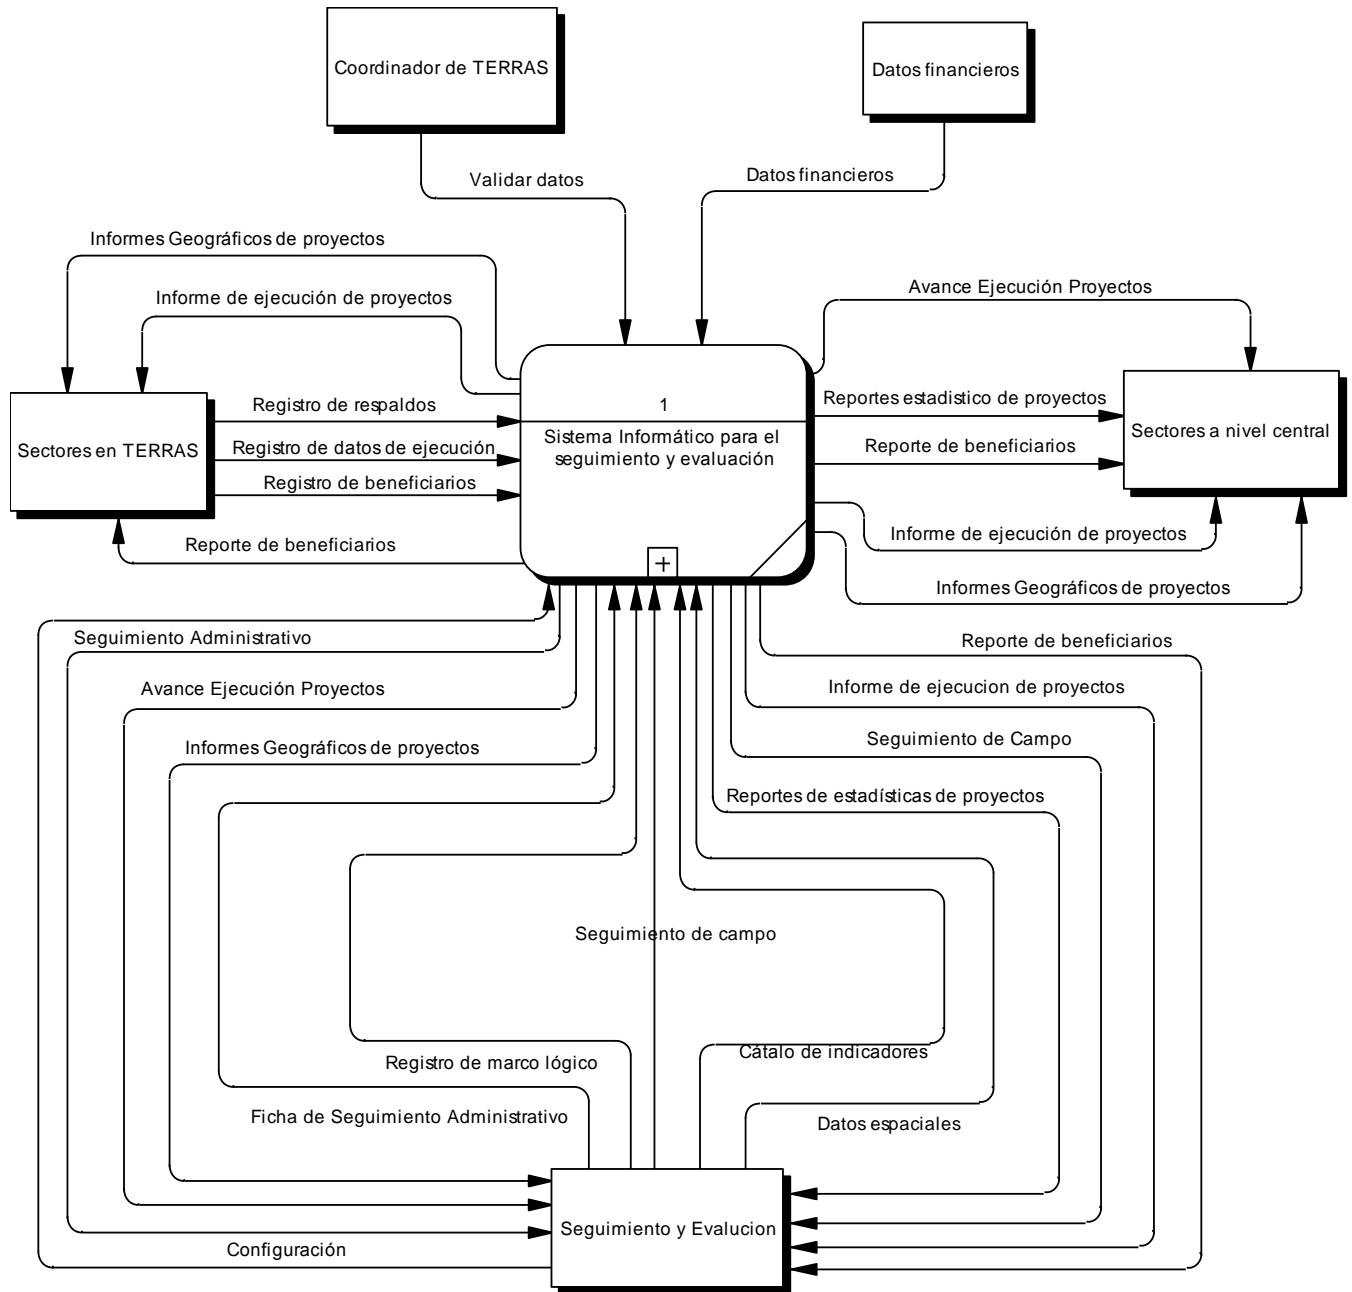 Coordinador de TERRAS
Datos financieros
Validar datos
Datos financieros
Informes Geográficos de proyectos
Informe de ejecución de proyectos
Avance Ejecución Proyectos
Sectores en TERRAS
Registro de respaldos
Registro de datos de ejecución
Registro de beneficiarios
Reporte de beneficiarios
1
Sistema Informático para el
seguimiento y evaluación
Reportes estadistico de proyectos
Reporte de beneficiarios
Sectores a nivel central
Informe de ejecución de proyectos
Informes Geográficos de proyectos
Seguimiento Administrativo
Reporte de beneficiarios
Avance Ejecución Proyectos
Informe de ejecucion de proyectos
Informes Geográficos de proyectos
Seguimiento de Campo
Reportes de estadísticas de proyectos
Seguimiento de campo
Registro de marco lógico
Cátalo de indicadores
Ficha de Seguimiento Administrativo
Datos espaciales
Seguimiento y Evalucion
Configuración